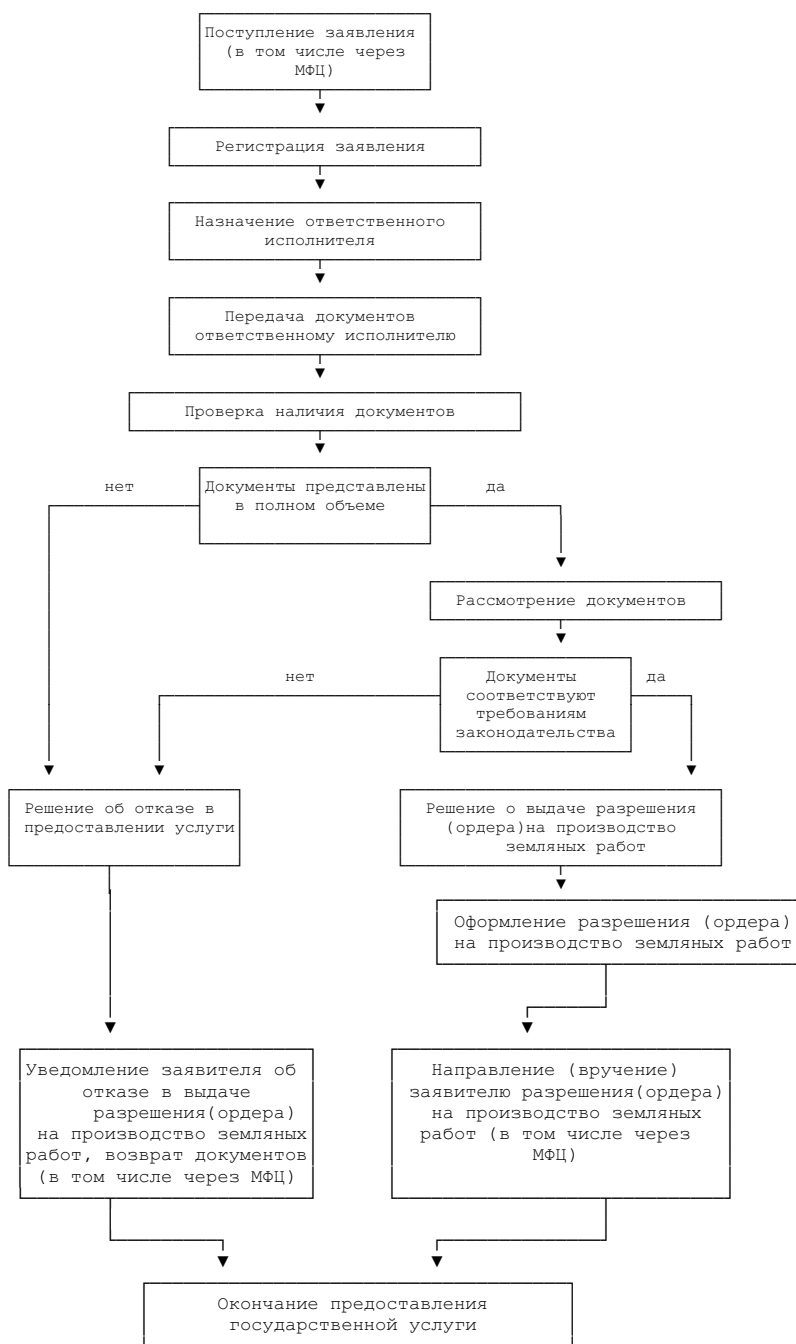 Поступление заявления
(в том числе через
МФЦ)
Регистрация заявления
Назначение ответственного
исполнителя
Передача документов
ответственному исполнителю
Проверка наличия документов
нет
Документы представлены
в полном объеме
да
Рассмотрение документов
нет
Документы
соответствуют
требованиям
законодательства
да
Решение об отказе в
предоставлении услуги
Решение о выдаче разрешения
(ордера)на производство
земляных работ
Оформление разрешения (ордера)
на производство земляных работ
Уведомление заявителя об
отказе в выдаче
разрешения(ордера)
на производство земляных
работ, возврат документов
(в том числе через МФЦ)
Направление (вручение)
заявителю разрешения(ордера)
на производство земляных
работ (в том числе через
МФЦ)
Окончание предоставления
государственной услуги